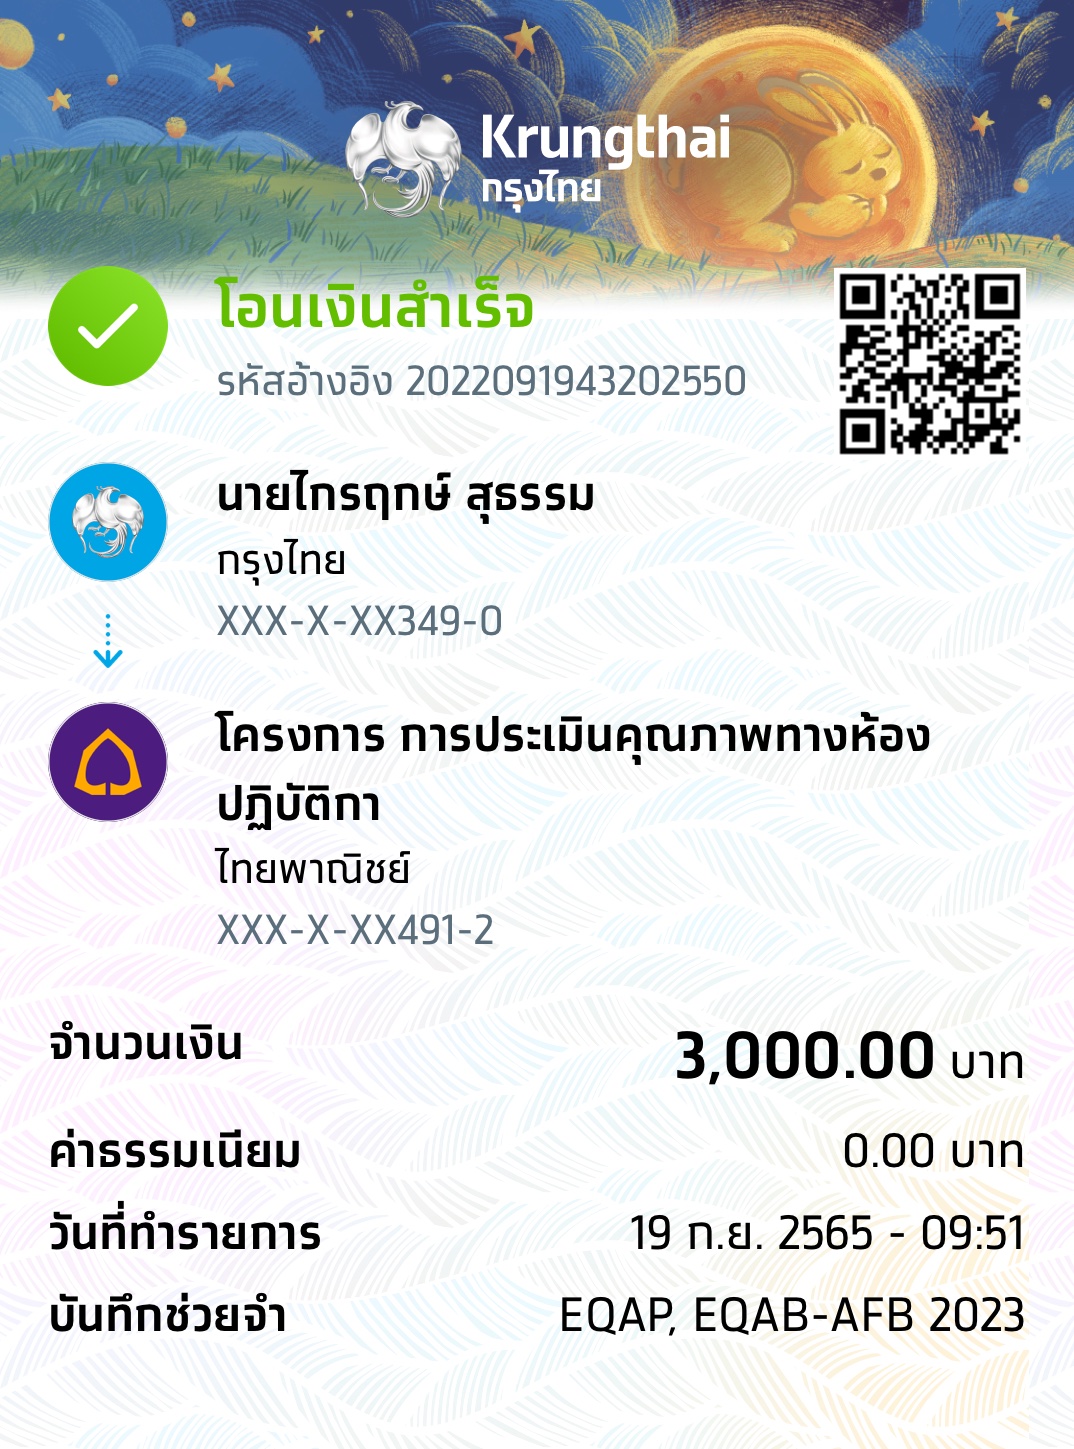 Krungthai
กรุงไทย
โอนเงินสำเร็จ
รหัสอ้างอิง 2022091943202550
นายไกรฤกษ์ สุธรรม
กรุงไทย
XXX-X-XX349-0
โครงการ การประเมินคุณภาพทางห้อง
ปฏิบัติกา
ไทยพาณิชย์
XXX-X-XX491-2
จำนวนเงิน 3,000.00 บาท
ค่าธรรมเนียม 0.00 บาท
วันที่ทำรายการ 19 ก.ย. 2565 - 09:51
บันทึกช่วยจำ EQAP, EQAB-AFB 2023